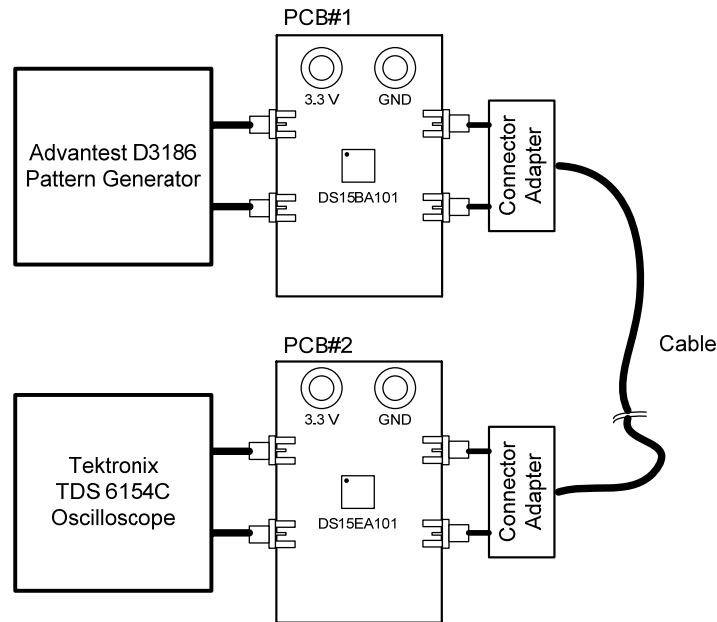 PCB#1
3.3 V
GND
Advantest D3186
Pattern Generator
DS15BA101
Connector
Adapter
Cable
PCB#2
3.3 V
GND
Tektronix
TDS 6154C
Oscilloscope
DS15EA101
Connector
Adapter